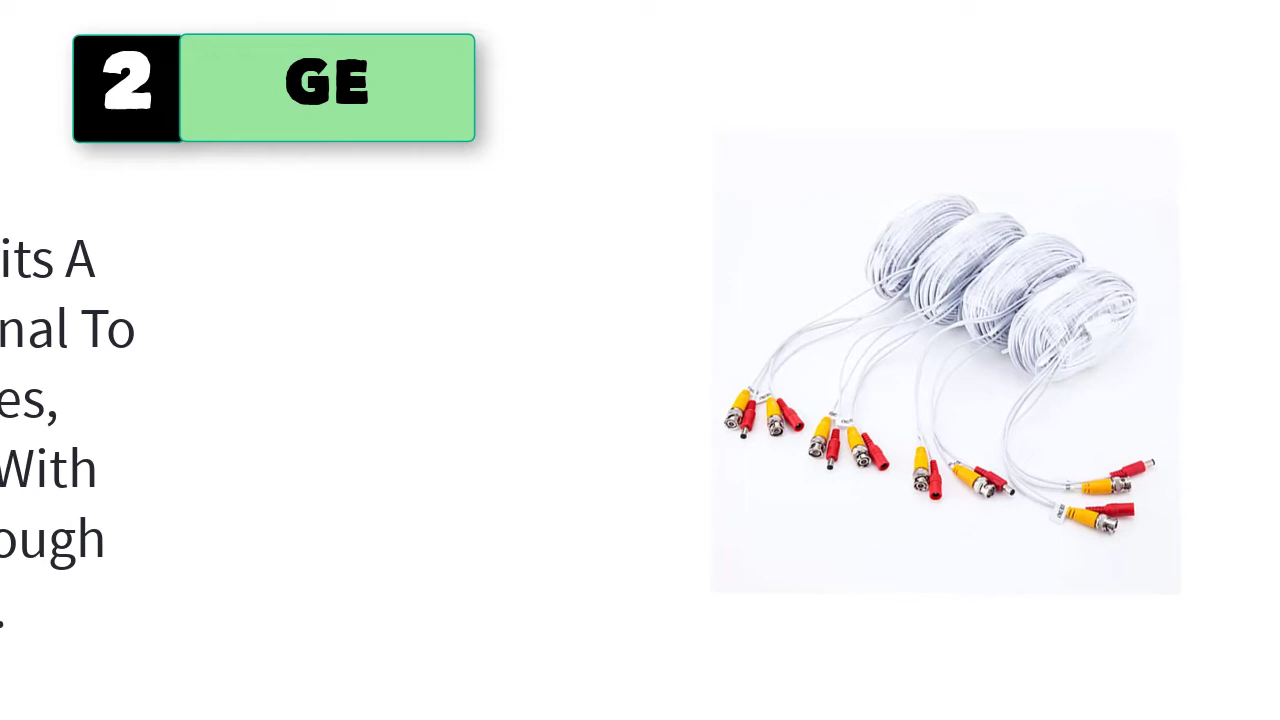 2 GE
its A
nal To
es,
With
ough
.